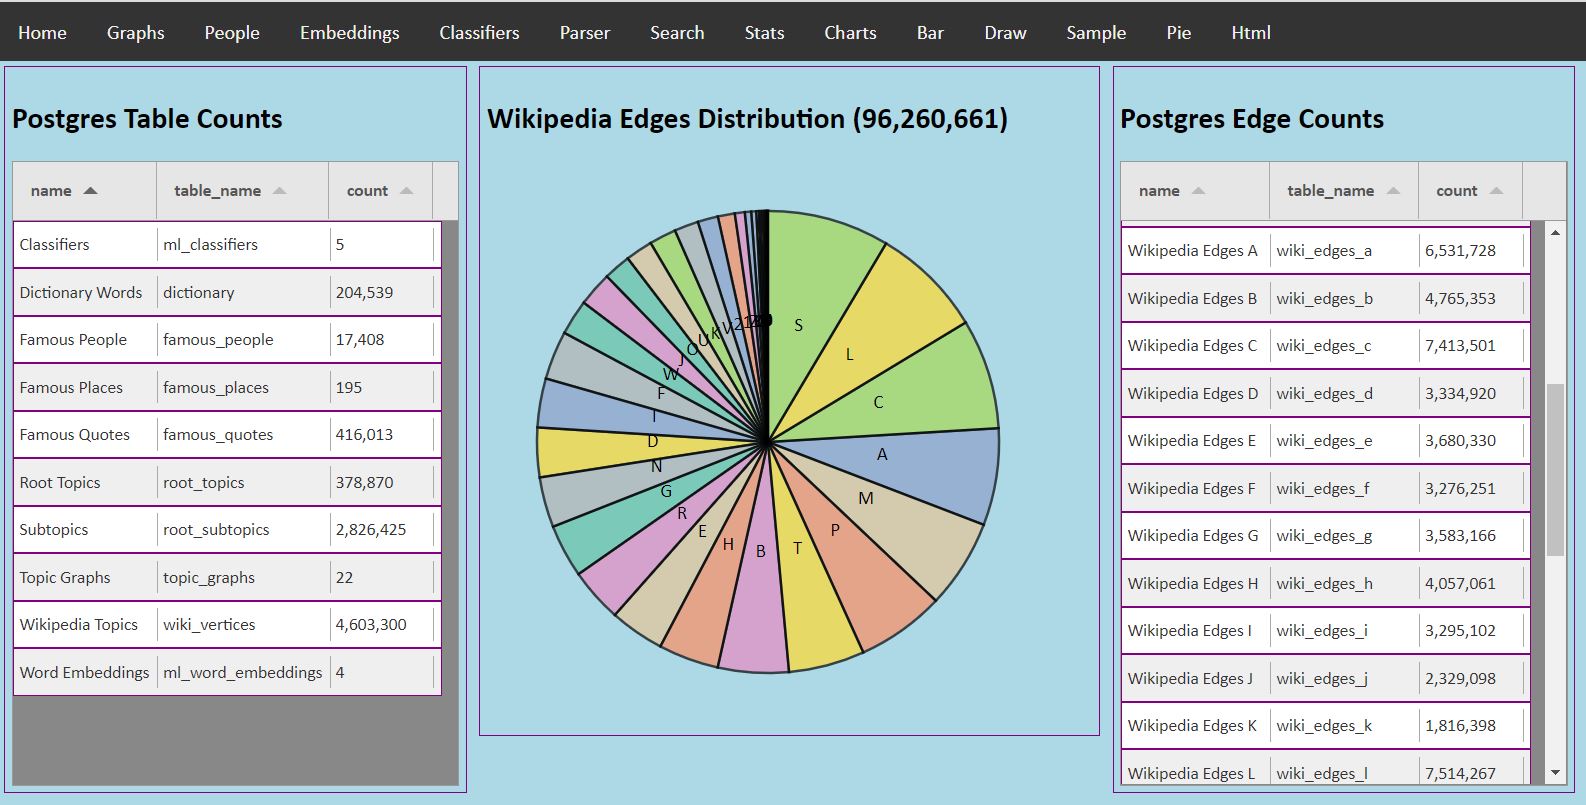 Home Graphs People Embeddings Classifiers Parser Search Stats Charts Bar Draw Sample Pie Html
Postgres Table Counts
name table_name count
Classifiers ml_classifiers 5
Dictionary Words dictionary 204,539
Famous People famous_people 17,408
Famous Places famous_places 195
Famous Quotes famous_quotes 416,013
Root Topics root_topics 378,870
Subtopics root_subtopics 2,826,425
Topic Graphs topic_graphs 22
Wikipedia Topics wiki_vertices 4,603,300
Word Embeddings ml_word_embeddings 4
Wikipedia Edges Distribution (96,260,661)
S
L
C
A
M
P
T
B
H
E
R
G
N
D
I
F
W
J
O
U
K
V
2
1
Postgres Edge Counts
name table_name count
Wikipedia Edges A wiki_edges_a 6,531,728
Wikipedia Edges B wiki_edges_b 4,765,353
Wikipedia Edges C wiki_edges_c 7,413,501
Wikipedia Edges D wiki_edges_d 3,334,920
Wikipedia Edges E wiki_edges_e 3,680,330
Wikipedia Edges F wiki_edges_f 3,276,251
Wikipedia Edges G wiki_edges_g 3,583,166
Wikipedia Edges H wiki_edges_h 4,057,061
Wikipedia Edges I wiki_edges_i 3,295,102
Wikipedia Edges J wiki_edges_j 2,329,098
Wikipedia Edges K wiki_edges_k 1,816,398
Wikipedia Edges L wiki_edges_l 7,514,267